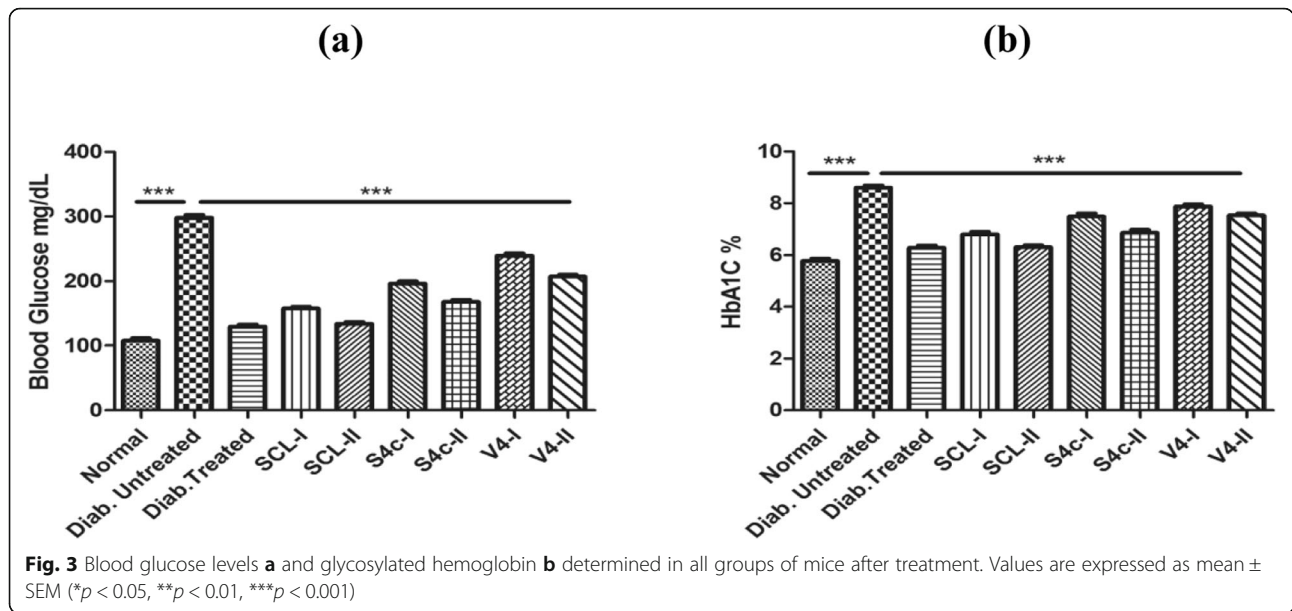 (a)
(b)
Blood Glucose mg/dL
400
300
200
100
0
***
***
Normal
Diab. Untreated
Diab.Treated
SCL-I
SCL-II
S4c-I
S4c-II
V4-I
V4-II
HbA1C %
10
8
6
4
2
0
***
***
Normal
Diab. Untreated
Diab.Treated
SCL-I
SCL-II
S4c-I
S4c-II
V4-I
V4-II
Fig. 3 Blood glucose levels a and glycosylated hemoglobin b determined in all groups of mice after treatment. Values are expressed as mean ±
SEM (*p < 0.05, **p < 0.01, ***p < 0.001)